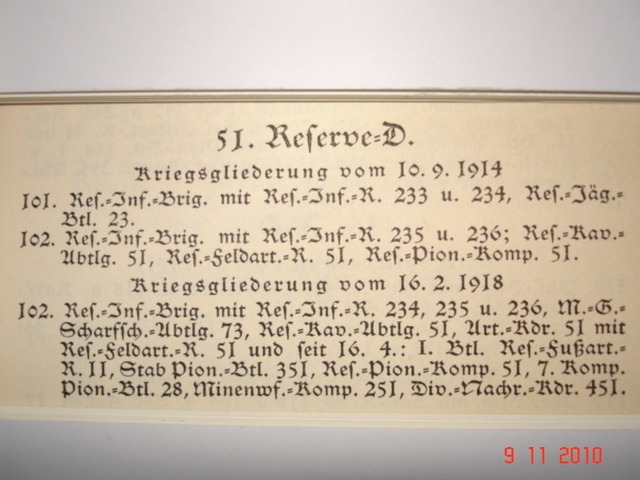 51. Reserve=D.
Kriegsgliederung vom 10. 9. 1914
101. Res.=Inf.=Brig. mit Res.=Inf.=R. 233 u. 234, Res.=Jäg.=
Btl. 23.
102. Res.=Inf.=Brig. mit Res.=Inf.=R. 235 u. 236; Res.=Kav.=
Abtlg. 51, Res.=Feldart.=R. 51, Res.=Pion.=Komp. 51.
Kriegsgliederung vom 16. 2. 1918
102. Res.=Inf.=Brig. mit Res.=Inf.=R. 234, 235 u. 236, M.=G.=
Scharfsch.=Abtlg. 73, Res.=Kav.=Abtlg. 51, Art.=Kdr. 51 mit
Res.=Feldart.=R. 51 und seit 16. 4.: I. Btl. Res.=Fußart.=
R. 11, Stab Pion.=Btl. 351, Res.=Pion.=Komp. 51, 7. Komp.
Pion.=Btl. 28, Minenwf.=Komp. 251, Div.=Nachr.=Kdr. 451.
9 11 2010